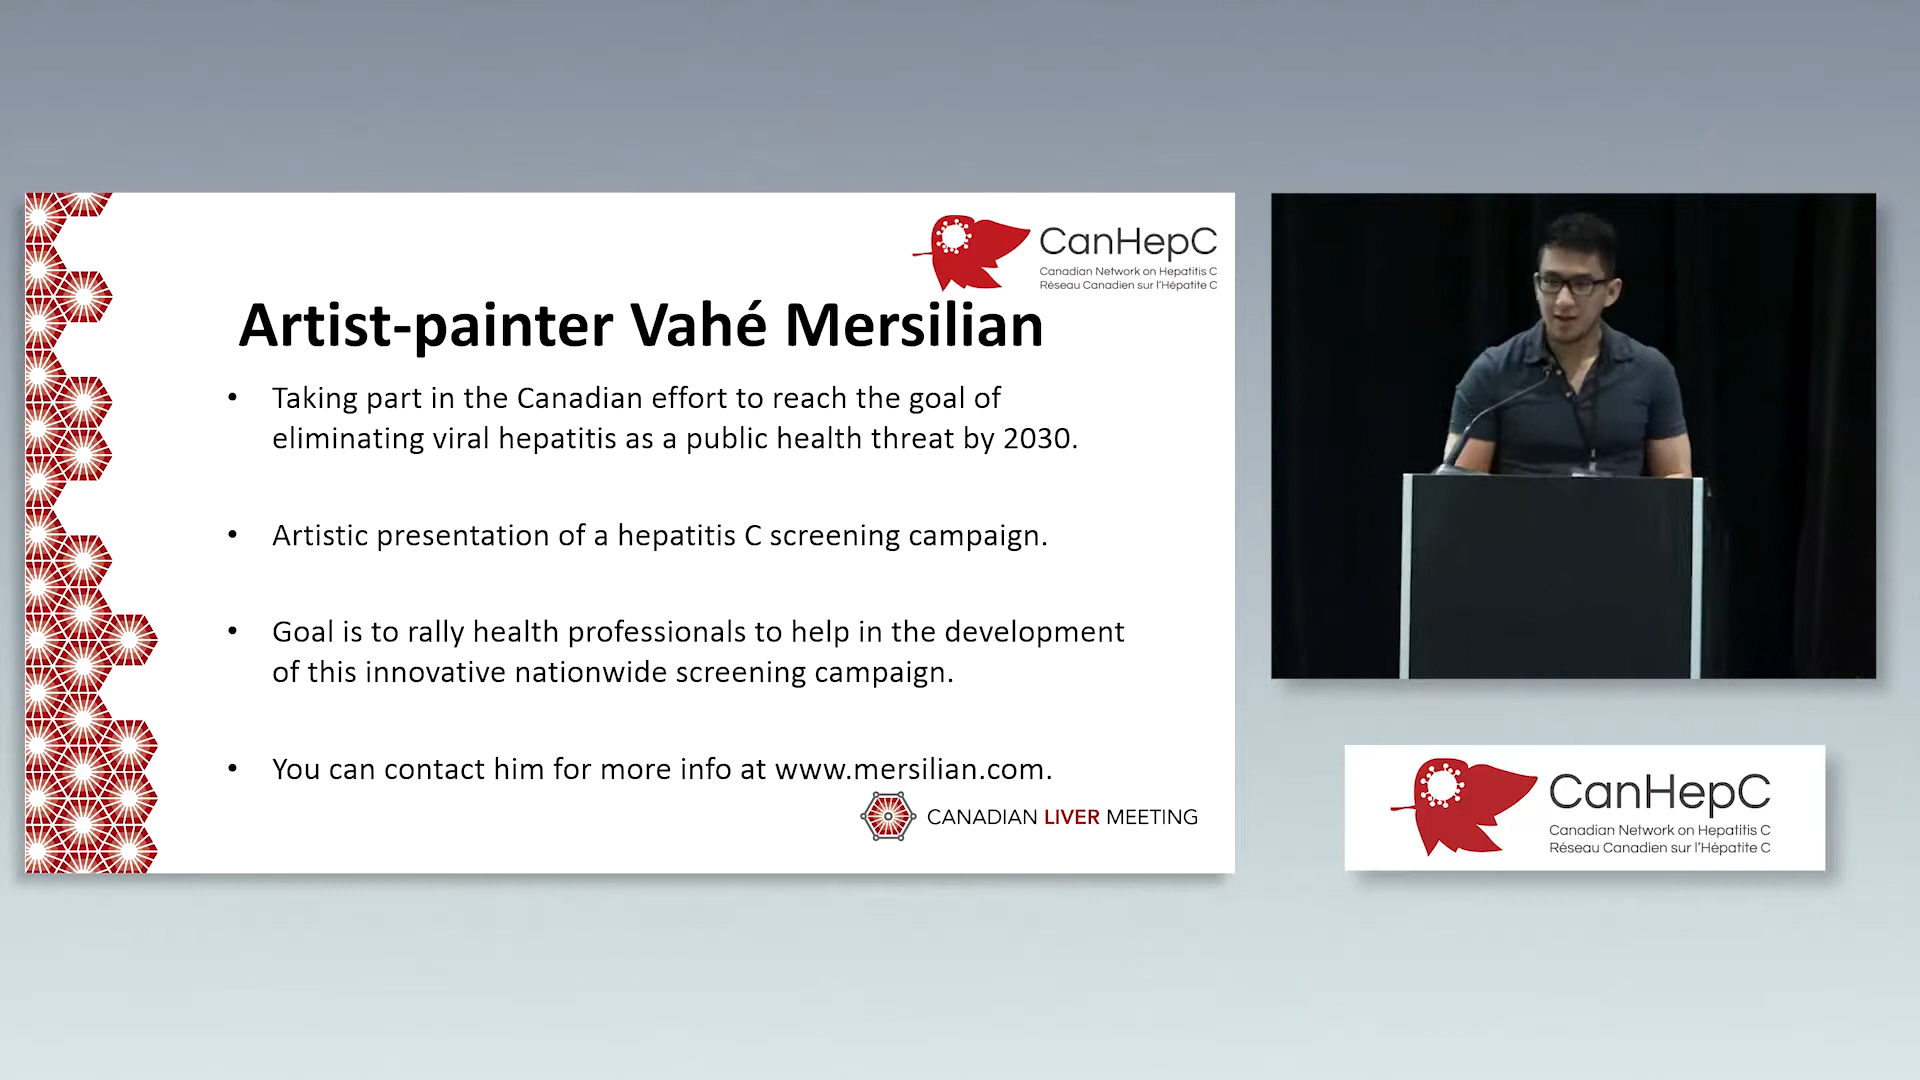 CanHepC
Canadian Network on Hepatitis C
Réseau Canadien sur l'Hépatite C
Artist-painter Vahé Mersilian
• Taking part in the Canadian effort to reach the goal of
eliminating viral hepatitis as a public health threat by 2030.
• Artistic presentation of a hepatitis C screening campaign.
• Goal is to rally health professionals to help in the development
of this innovative nationwide screening campaign.
• You can contact him for more info at www.mersilian.com.
CANADIAN LIVER MEETING
CanHepC
Canadian Network on Hepatitis C
Réseau Canadien sur l'Hépatite C